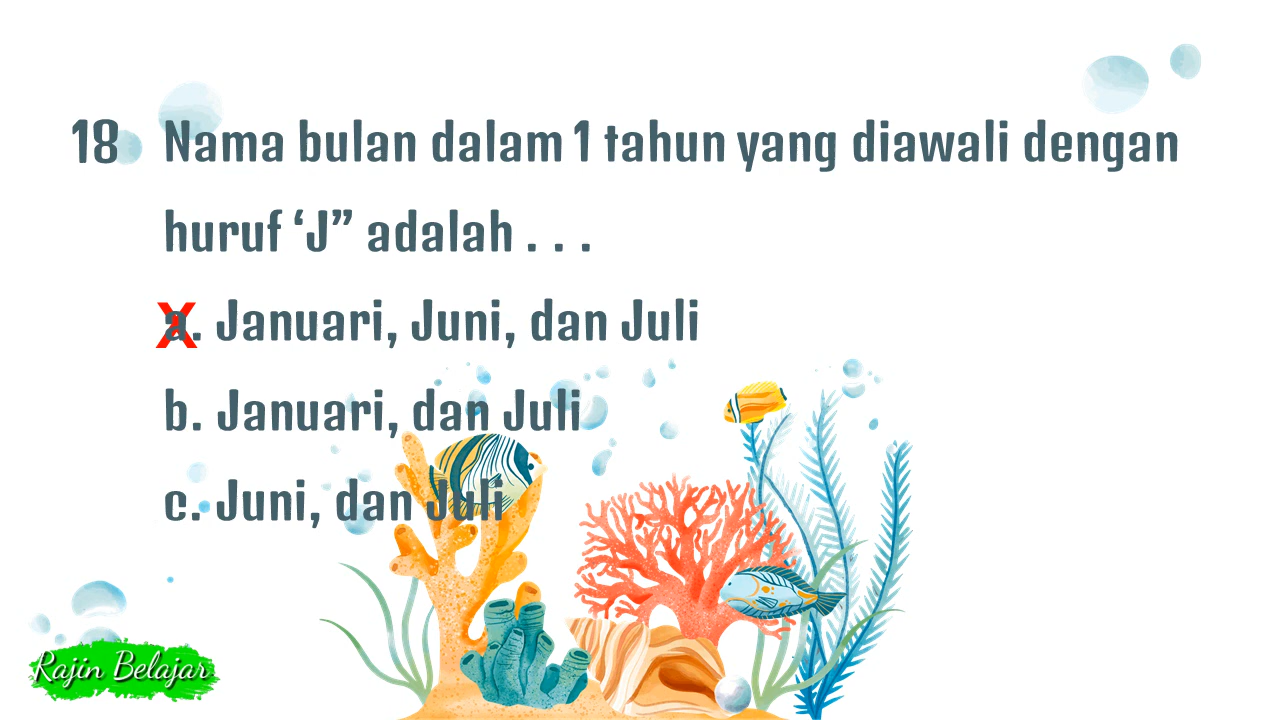 18 Nama bulan dalam 1 tahun yang diawali dengan
huruf ‘J” adalah . . .
a. Januari, Juni, dan Juli
b. Januari, dan Juli
c. Juni, dan Juli
Rajin Belajar